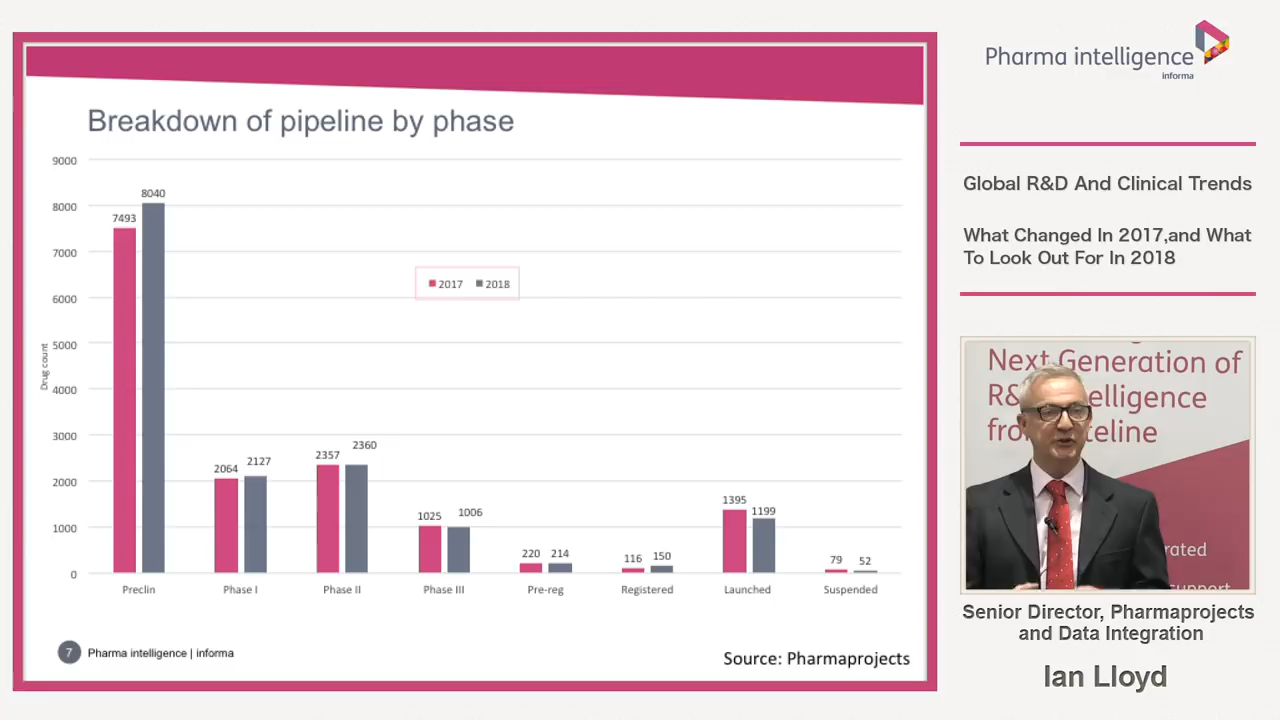 Breakdown of pipeline by phase
9000
8000
7000
6000
5000
4000
3000
2000
1000
0
Drug count
7493
8040
2064
2127
2357
2360
1025
1006
220
214
116
150
1395
1199
79
52
2017
2018
Preclin
Phase I
Phase II
Phase III
Pre-reg
Registered
Launched
Suspended
7
Pharma intelligence | informa
Source: Pharmaprojects
Pharma intelligence
informa
Global R&D And Clinical Trends
What Changed In 2017,and What
To Look Out For In 2018
Next Generation of
R& elligence
fro eline
rated
support
Senior Director, Pharmaprojects
and Data Integration
Ian Lloyd